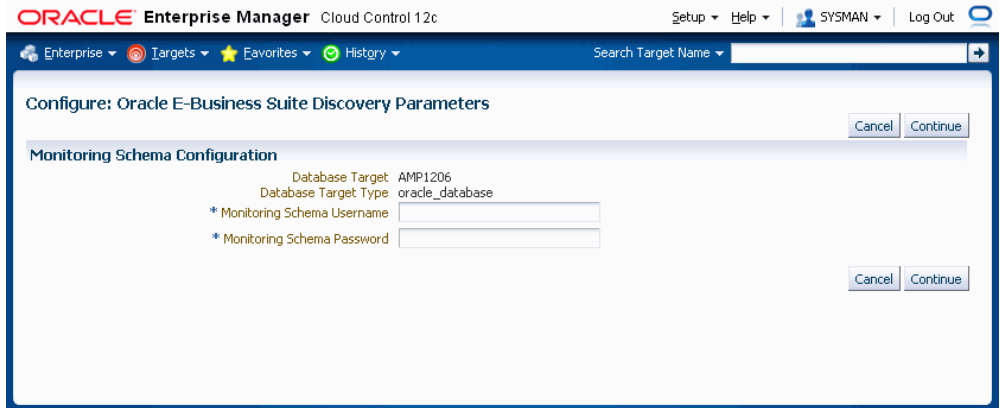 ORACLE Enterprise Manager Cloud Control 12c
Setup Help SYSMAN Log Out
Enterprise Targets Favorites History Search Target Name
Configure: Oracle E-Business Suite Discovery Parameters
Cancel Continue
Monitoring Schema Configuration
Database Target AMP1206
Database Target Type oracle_database
* Monitoring Schema Username
* Monitoring Schema Password
Cancel Continue